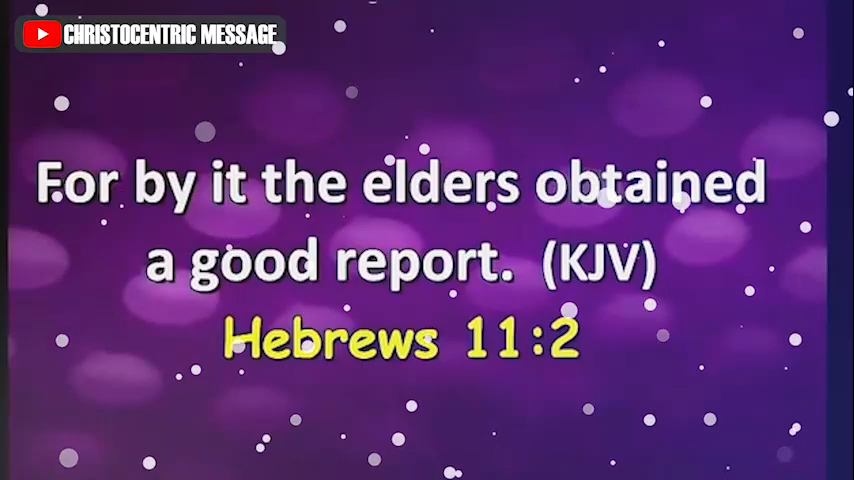 CHRISTOCENTRIC MESSAGE
For by it the elders obtained
a good report. (KJV)
Hebrews 11:2